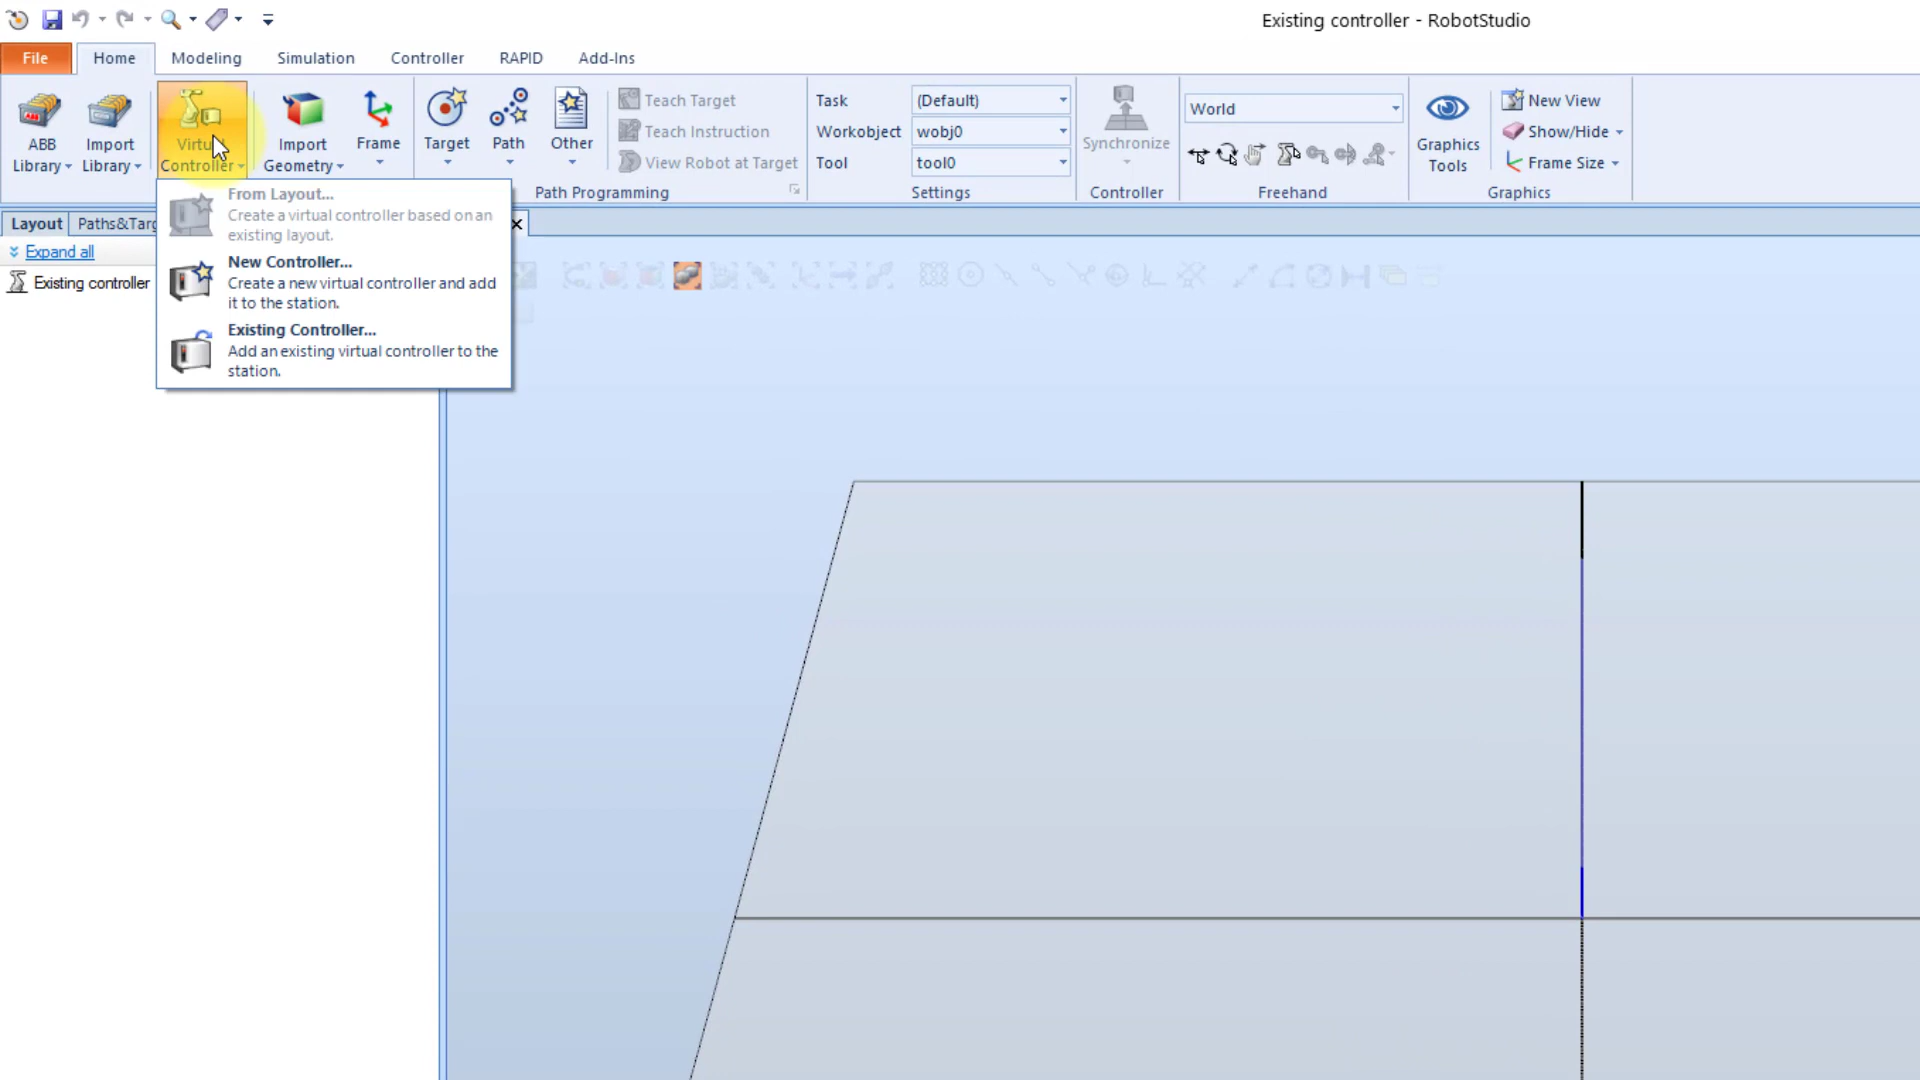 Existing controller - RobotStudio
File Home Modeling Simulation Controller RAPID Add-Ins
ABB Library
Import Library
Virtu
Controller
Import Geometry
Frame
Target
Path
Other
Teach Target
Teach Instruction
View Robot at Target
Path Programming
Task (Default)
Workobject wobj0
Tool tool0
Settings
Synchronize
Controller
World
Freehand
Graphics Tools
New View
Show/Hide
Frame Size
Graphics
Layout Paths&Targ
Expand all
Existing controller
From Layout...
Create a virtual controller based on an
existing layout.
New Controller...
Create a new virtual controller and add
it to the station.
Existing Controller...
Add an existing virtual controller to the
station.